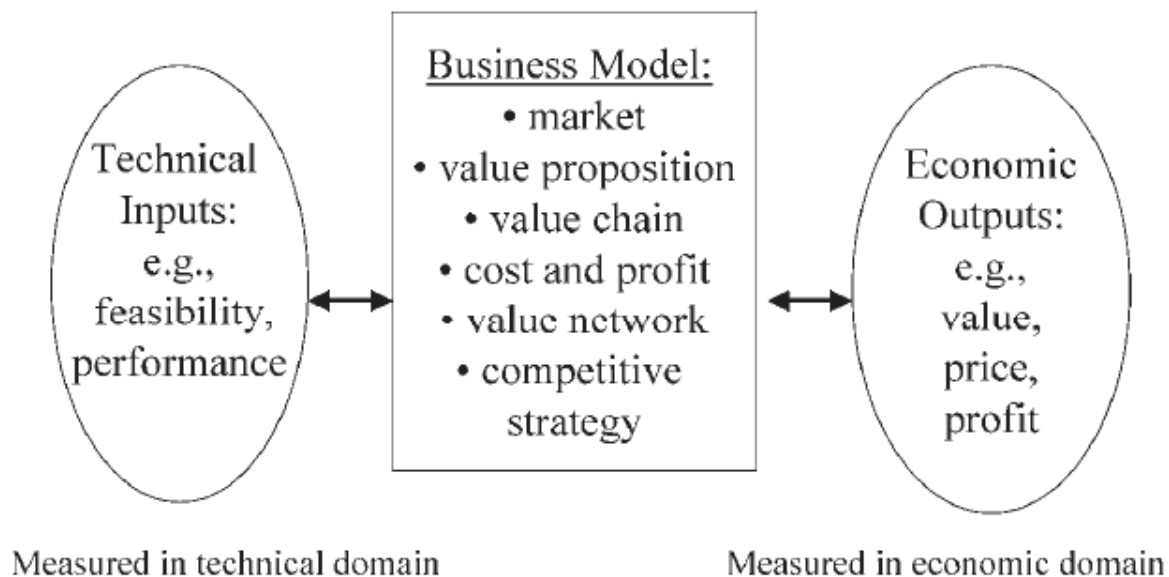 Technical
Inputs:
e.g.,
feasibility,
performance
Business Model:
• market
• value proposition
• value chain
• cost and profit
• value network
• competitive
strategy
Economic
Outputs:
e.g.,
value,
price,
profit
Measured in technical domain
Measured in economic domain